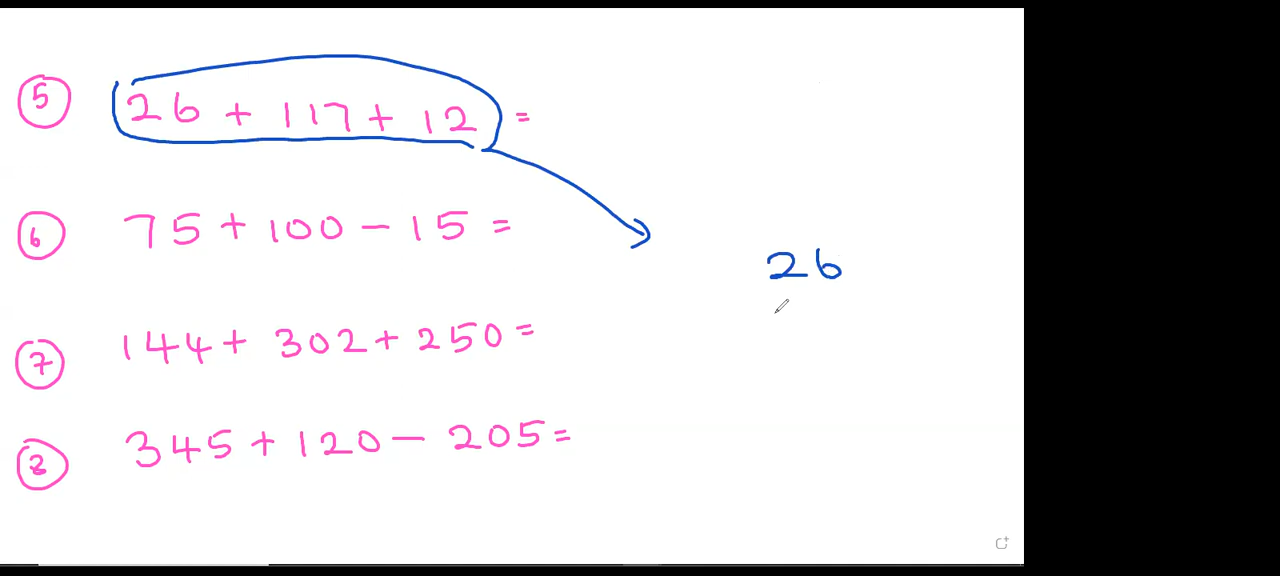 5 26 + 117 + 12 =
6 75 + 100 - 15 =
26
7 144 + 302 + 250 =
8 345 + 120 - 205 =